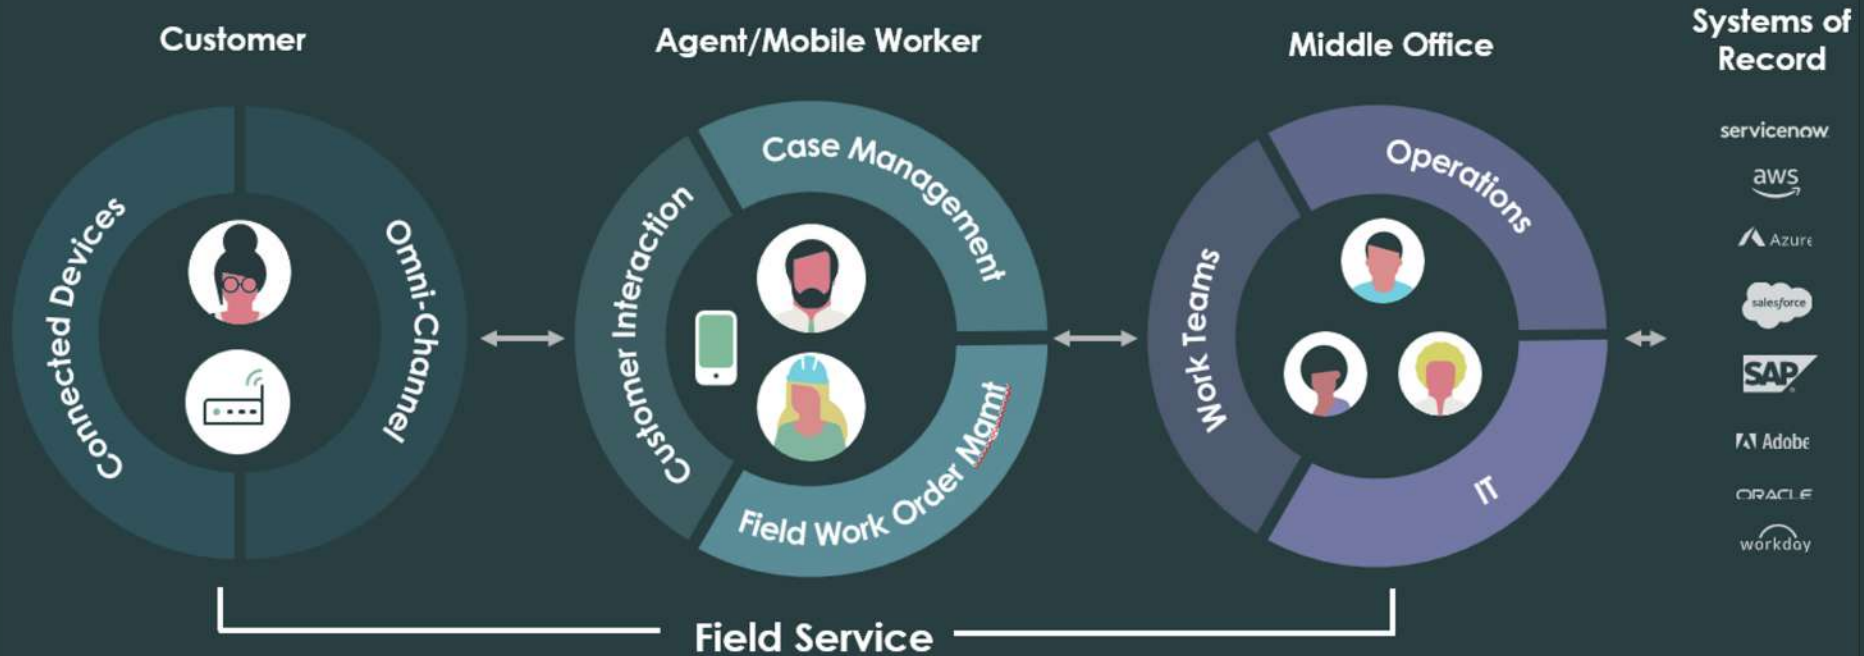 Customer
Agent/Mobile Worker
Middle Office
Systems of
Record
Connected Devices
Omni-Channel
Customer Interaction
Case Management
Field Work Order Mgmt
Work Teams
Operations
IT
servicenow
aws
Azure
salesforce
SAP
Adobe
ORACLE
workday
Field Service